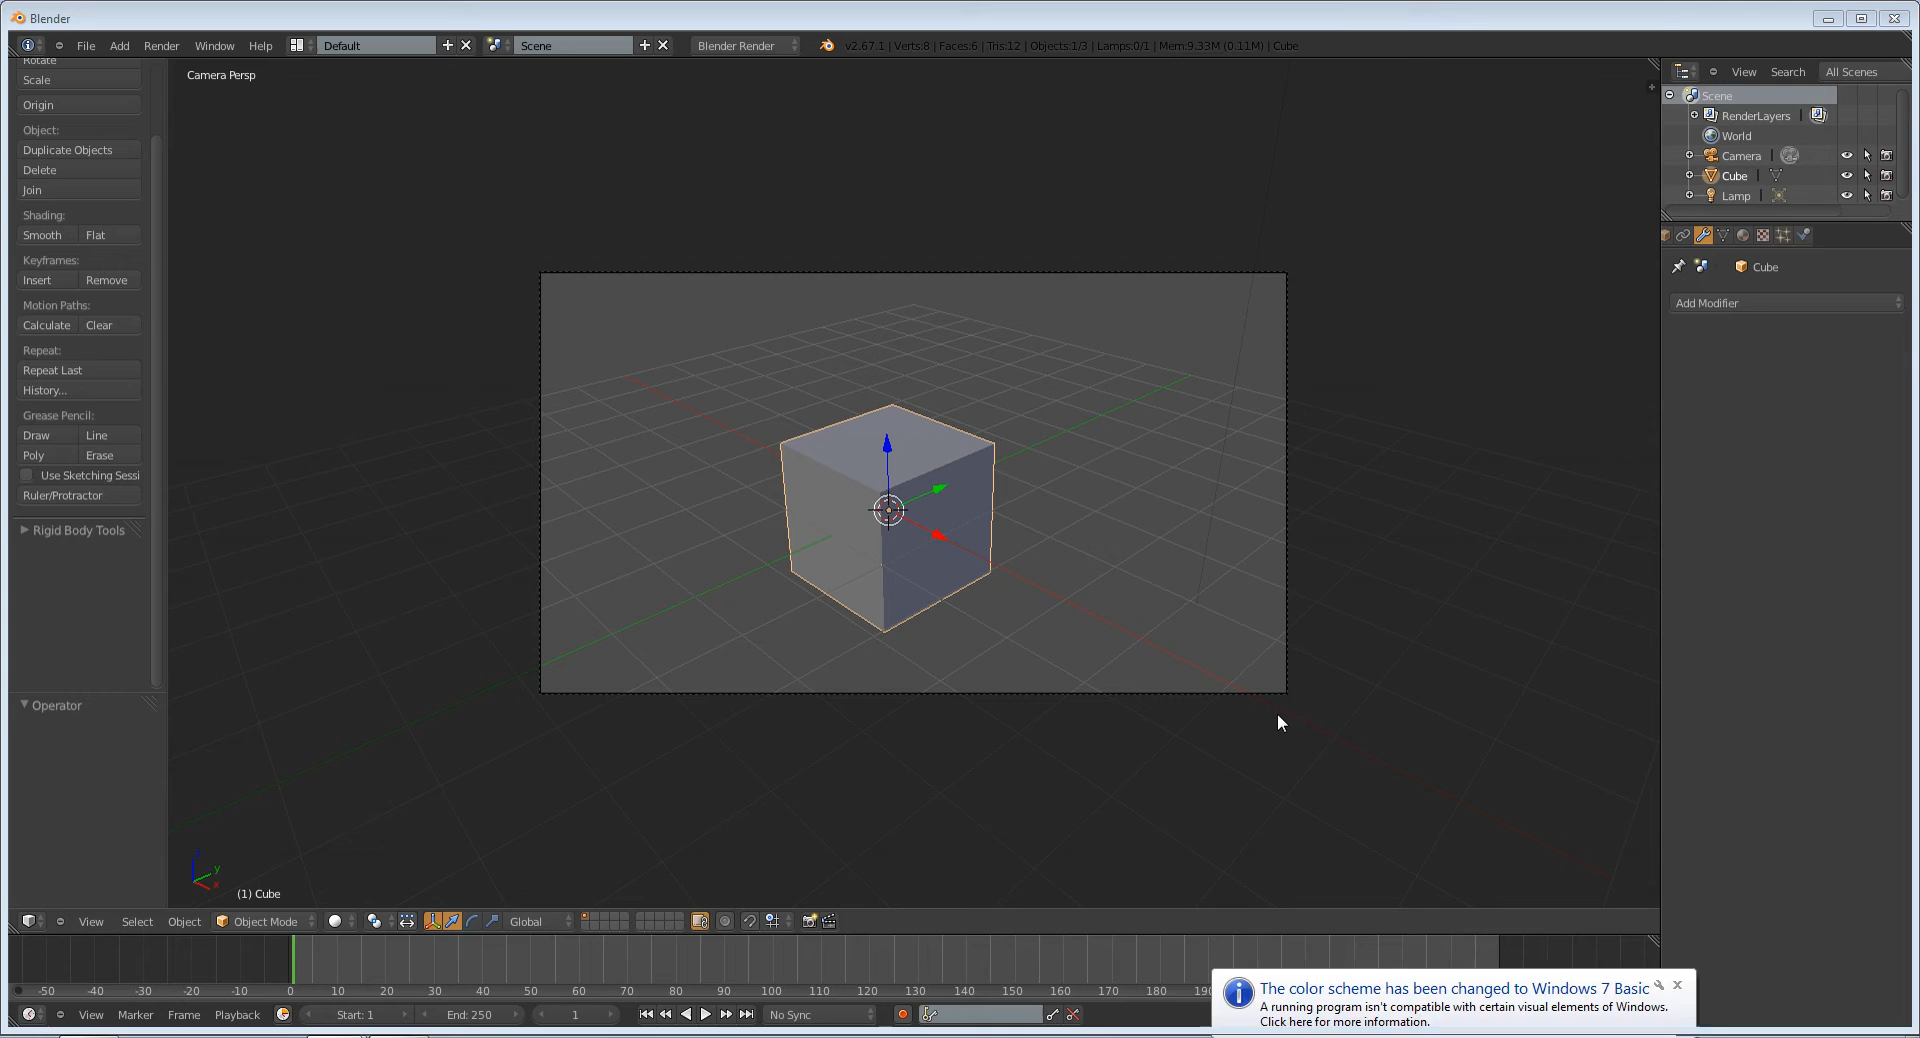 Blender
File Add Render Window Help Default Scene Blender Render v2.67.1 | Verts:8 | Faces:6 | Tris:12 | Objects:1/3 | Lamps:0/1 | Mem:9.33M (0.11M) | Cube
Rotate
Scale
Origin
Object:
Duplicate Objects
Delete
Join
Shading:
Smooth Flat
Keyframes:
Insert Remove
Motion Paths:
Calculate Clear
Repeat:
Repeat Last
History...
Grease Pencil:
Draw Line
Poly Erase
Use Sketching Sessi
Ruler/Protractor
Rigid Body Tools
Operator
Camera Persp
z
y
x
(1) Cube
View Search All Scenes
Scene
RenderLayers
World
Camera
Cube
Lamp
Cube
Add Modifier
View Select Object Object Mode Global
-50 -40 -30 -20 -10 0 10 20 30 40 50 60 70 80 90 100 110 120 130 140 150 160 170 180
View Marker Frame Playback Start: 1 End: 250 1 No Sync
The color scheme has been changed to Windows 7 Basic
A running program isn't compatible with certain visual elements of Windows.
Click here for more information.